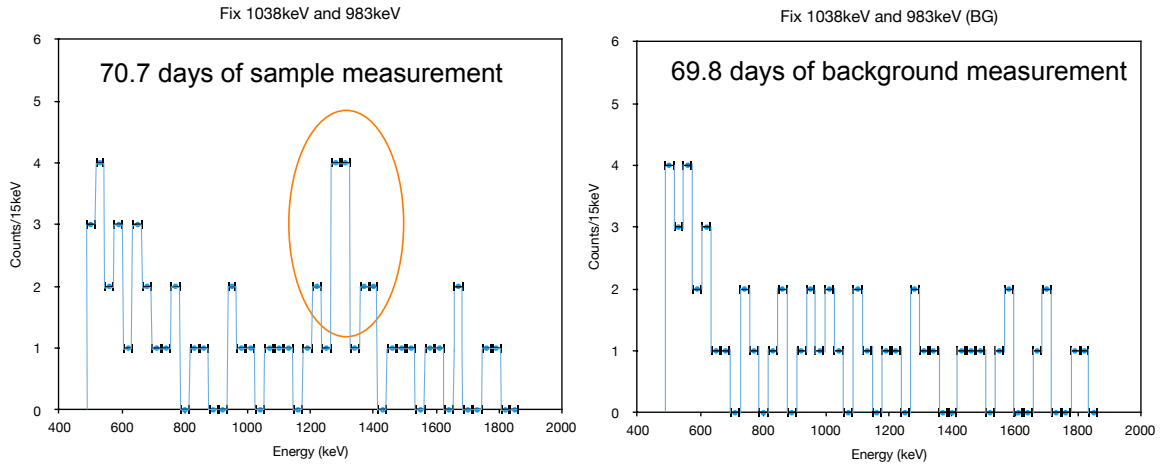 Fix 1038keV and 983keV
70.7 days of sample measurement
6
5
4
3
2
1
0
Counts/15keV
400 600 800 1000 1200 1400 1600 1800 2000
Energy (keV)
Fix 1038keV and 983keV (BG)
69.8 days of background measurement
6
5
4
3
2
1
0
Counts/15keV
400 600 800 1000 1200 1400 1600 1800 2000
Energy (keV)